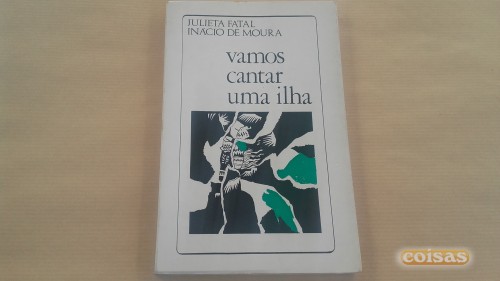 JULIETA FATAL
INÁCIO DE MOURA
vamos
cantar
uma ilha
coisas